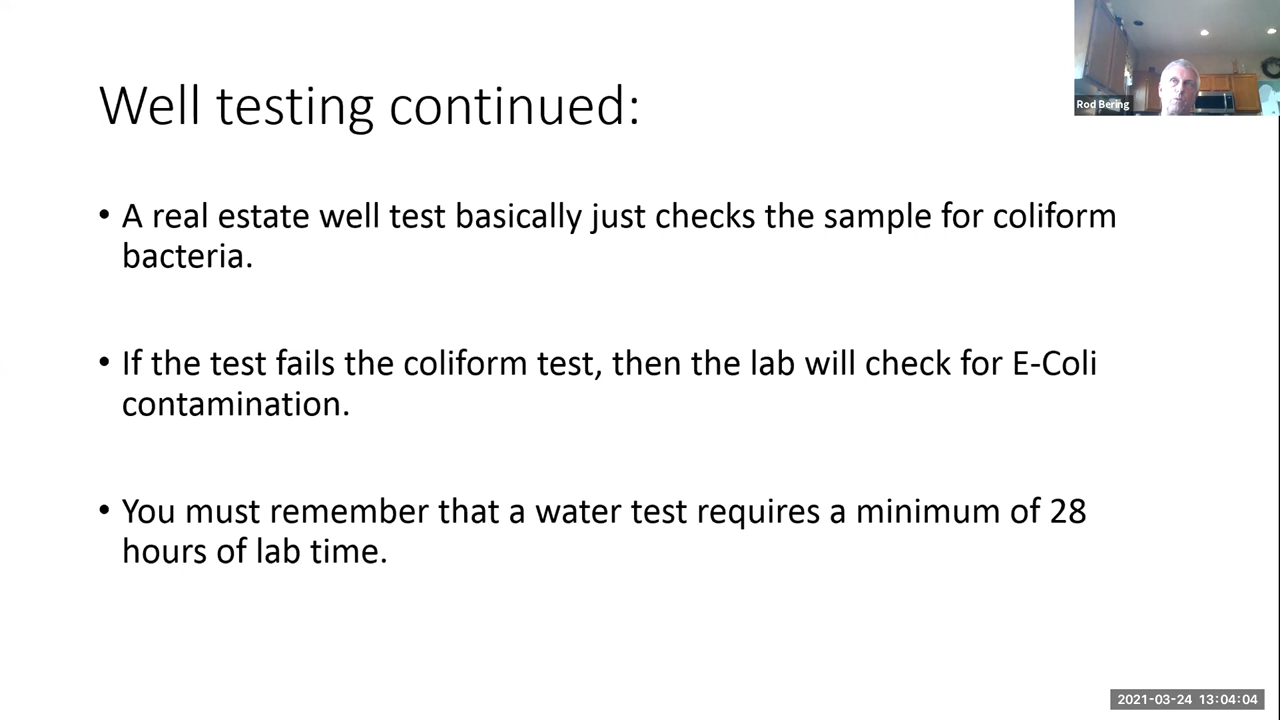 Well testing continued:
Rod Bering
• A real estate well test basically just checks the sample for coliform
bacteria.
• If the test fails the coliform test, then the lab will check for E-Coli
contamination.
• You must remember that a water test requires a minimum of 28
hours of lab time.
2021-03-24 13:04:04